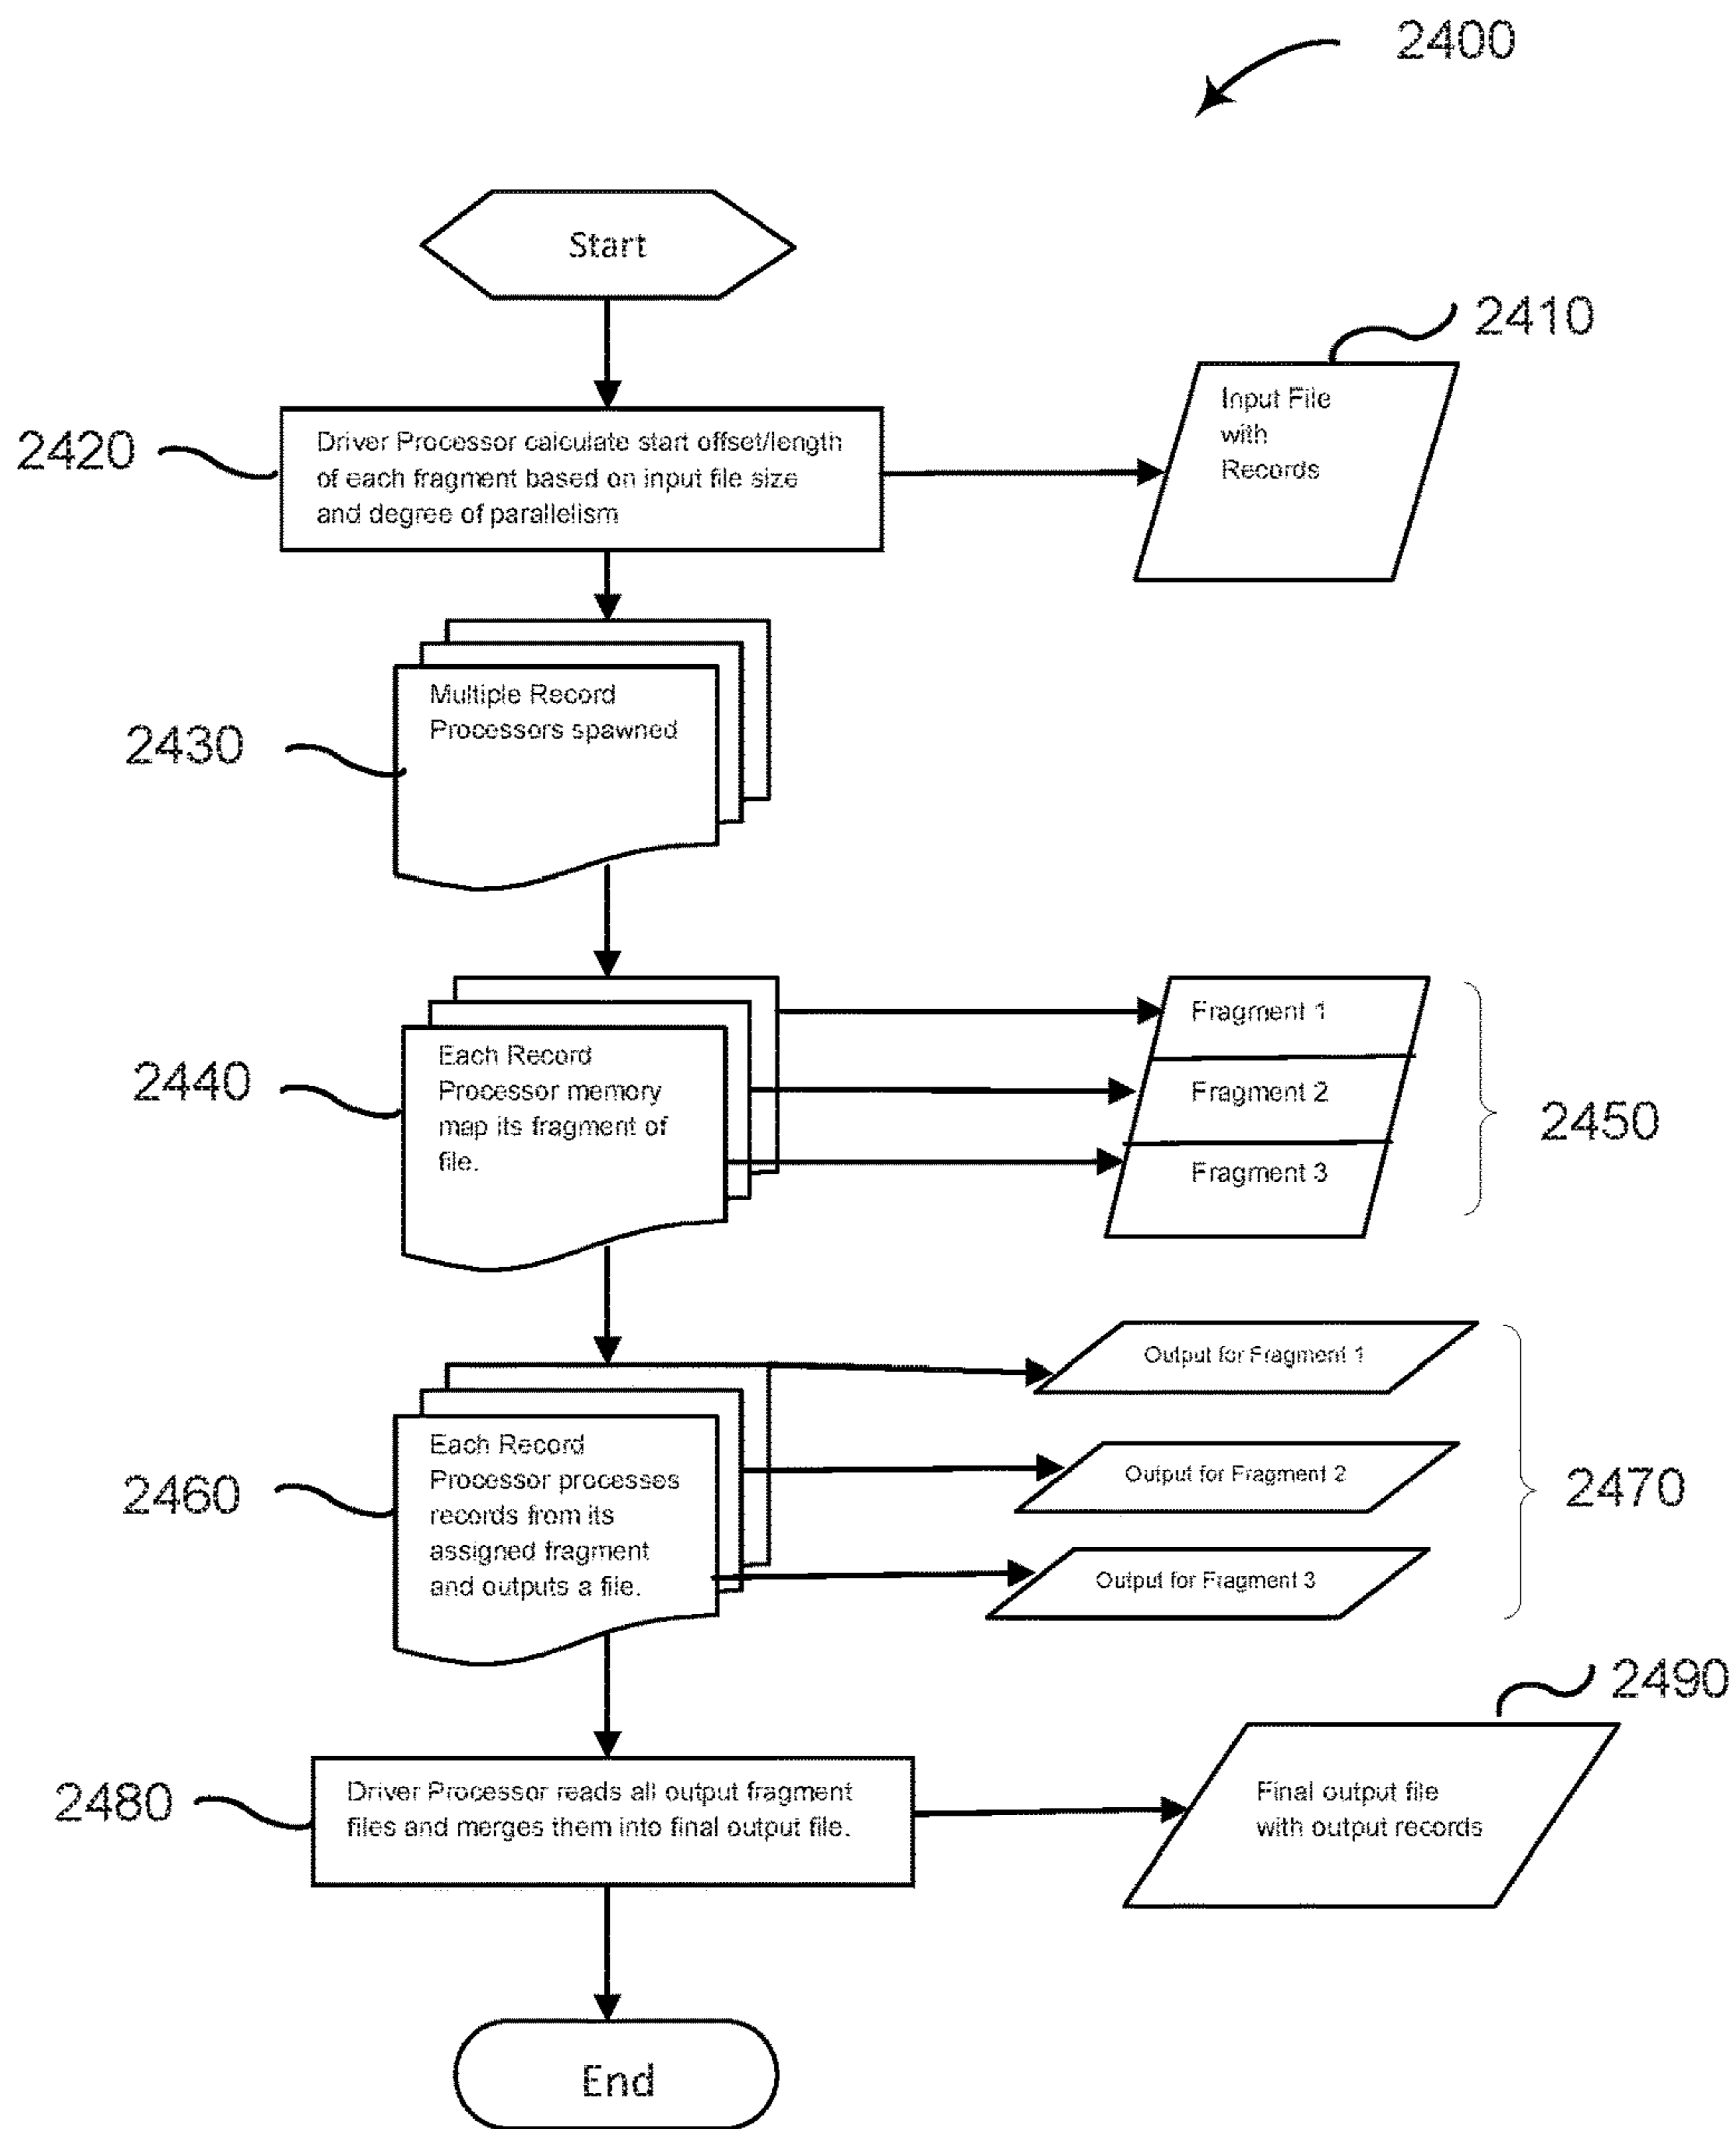 2400
Start
2410
Input File
with
Records
2420
Driver Processor calculate start offset/length
of each fragment based on input file size
and degree of parallelism
2430
Multiple Record
Processors spawned
2440
Each Record
Processor memory
map its fragment of
file.
Fragment 1
Fragment 2
Fragment 3
2450
2460
Each Record
Processor processes
records from its
assigned fragment
and outputs a file.
Output for Fragment 1
Output for Fragment 2
Output for Fragment 3
2470
2480
Driver Processor reads all output fragment
files and merges them into final output file.
2490
Final output file
with output records
End